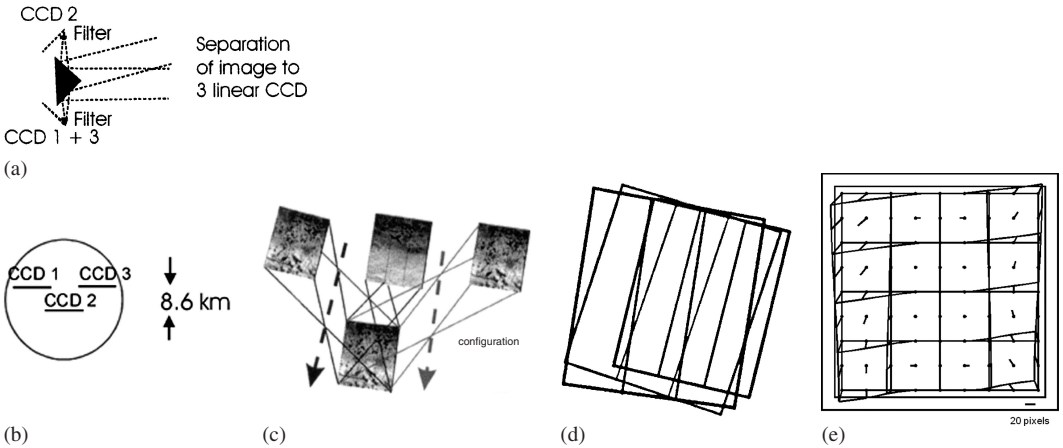 CCD 2
Filter
Separation
of image to
3 linear CCD
Filter
CCD 1 + 3
(a)
CCD 1
CCD 3
CCD 2
8.6 km
configuration
20 pixels
(b)
(c)
(d)
(e)